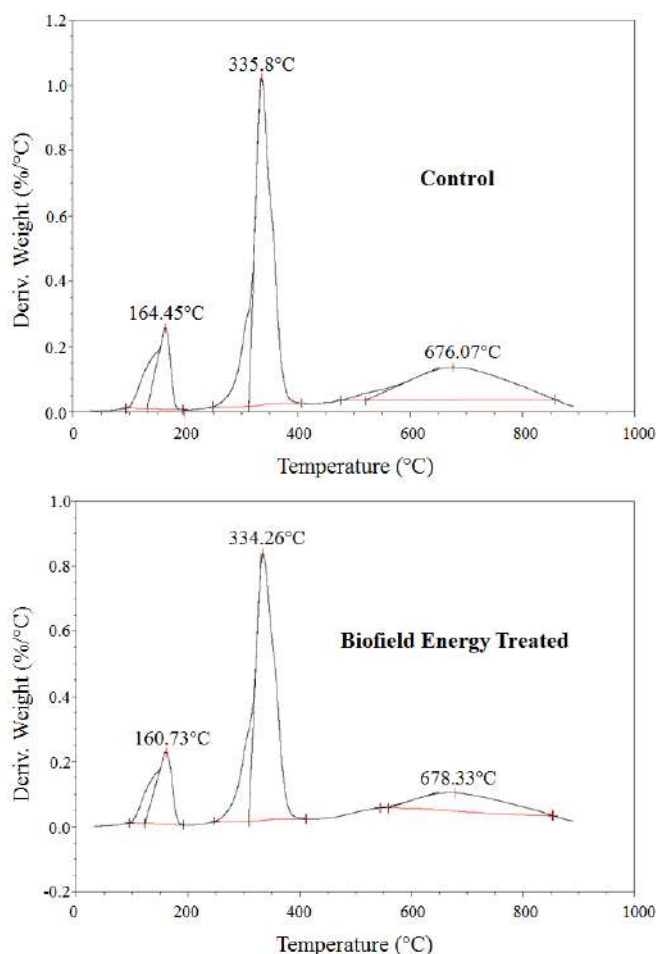 1.2
335.8°C
1.0
Control
0.8
0.6
Deriv. Weight (%/°C)
0.4
164.45°C
676.07°C
0.2
0.0
0 200 400 600 800 1000
Temperature (°C)
1.0
334.26°C
0.8
Biofield Energy Treated
0.6
Deriv. Weight (%/°C)
0.4
160.73°C
0.2
678.33°C
0.0
-0.2
0 200 400 600 800 1000
Temperature (°C)